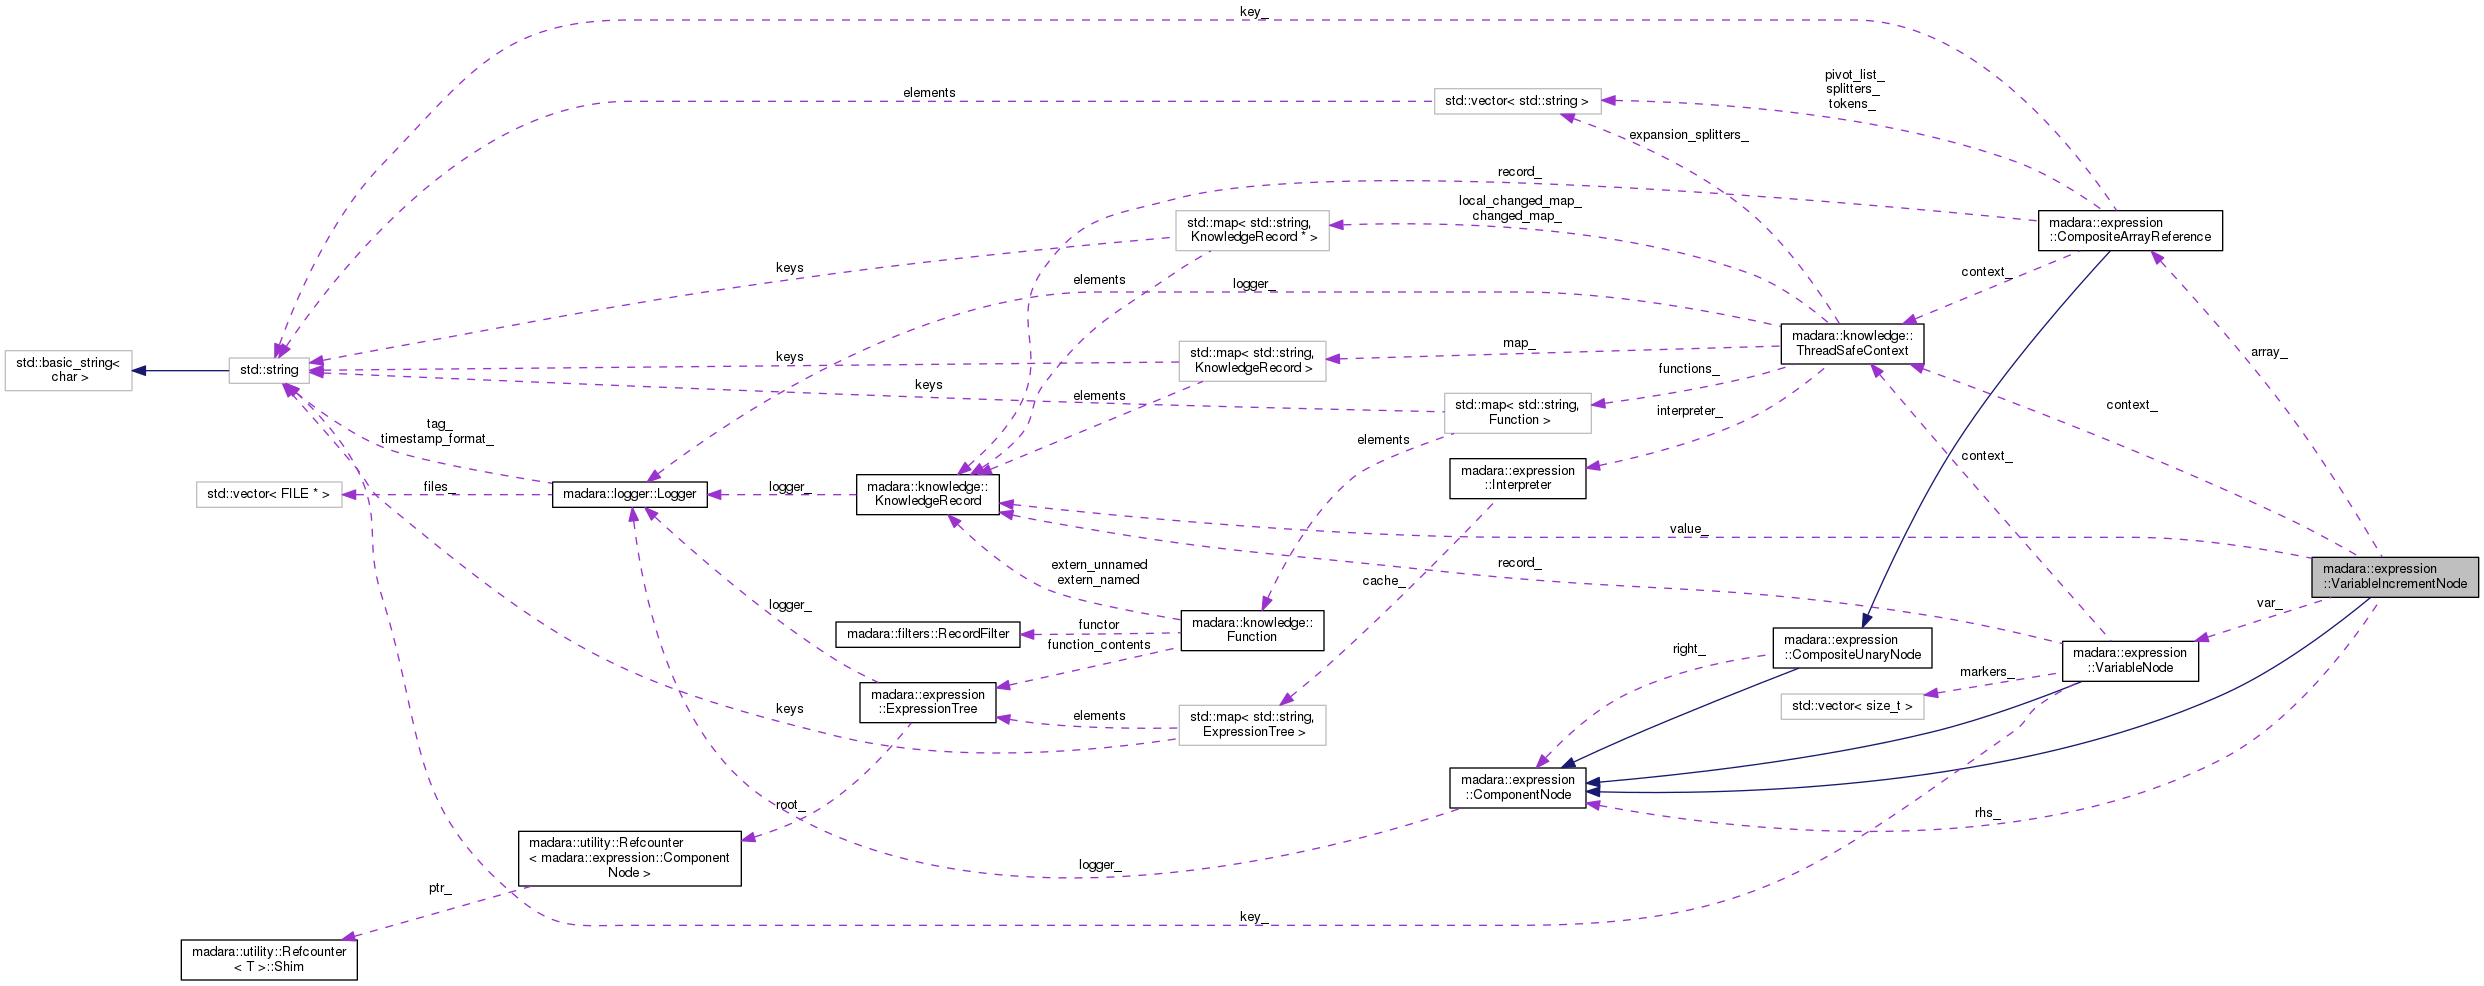 key_
pivot_list_
splitters_
tokens_
elements
std::vector< std::string >
expansion_splitters_
record_
local_changed_map_
changed_map_
std::map< std::string,
KnowledgeRecord * >
madara::expression
::CompositeArrayReference
keys
elements
logger_
context_
madara::knowledge::
ThreadSafeContext
map_
array_
std::basic_string<
char >
std::string
keys
std::map< std::string,
KnowledgeRecord >
functions_
keys
elements
std::map< std::string,
Function >
interpreter_
context_
tag_
timestamp_format_
elements
context_
madara::expression
::Interpreter
std::vector< FILE * >
files_
madara::logger::Logger
logger_
madara::knowledge::
KnowledgeRecord
value_
record_
extern_unnamed
extern_named
cache_
madara::expression
::VariableIncrementNode
var_
logger_
madara::filters::RecordFilter
functor
function_contents
madara::knowledge::
Function
right_
madara::expression
::CompositeUnaryNode
madara::expression
::VariableNode
markers_
std::vector< size_t >
madara::expression
::ExpressionTree
keys
elements
std::map< std::string,
ExpressionTree >
madara::expression
::ComponentNode
root_
rhs_
madara::utility::Refcounter
< madara::expression::Component
Node >
logger_
ptr_
key_
madara::utility::Refcounter
< T >::Shim